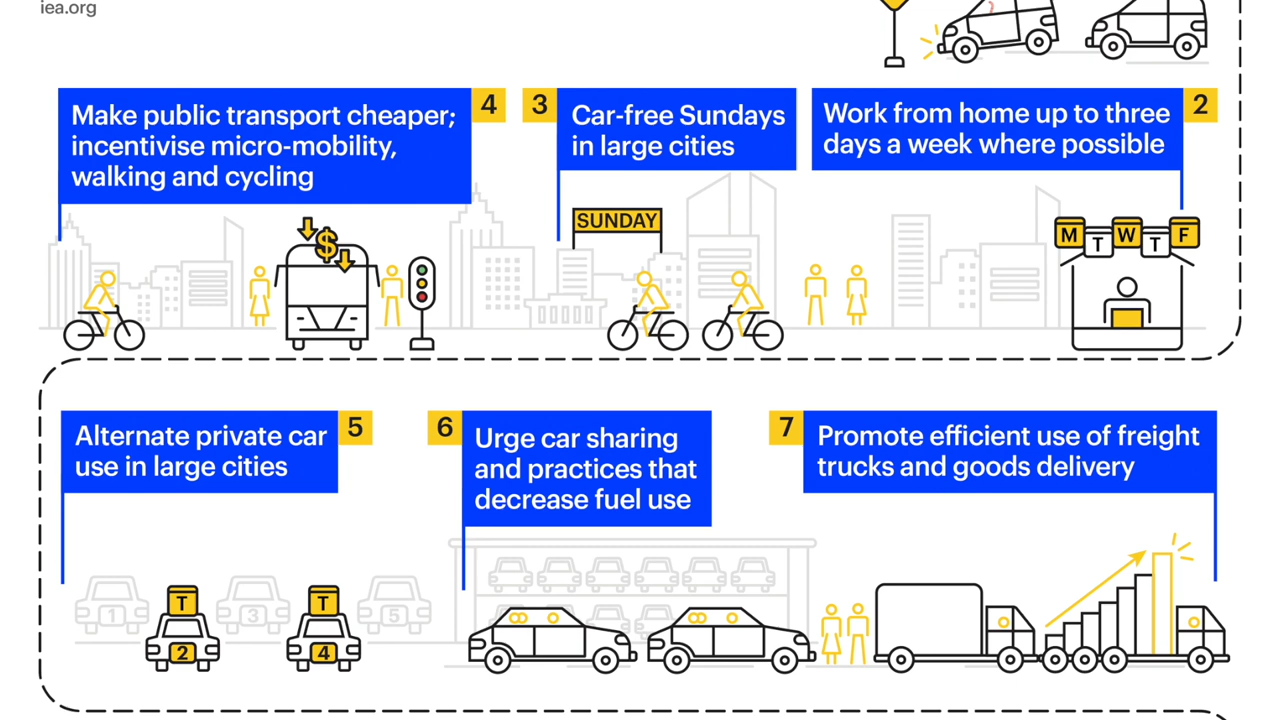 iea.org
Make public transport cheaper;
incentivise micro-mobility,
walking and cycling
4
3
Car-free Sundays
in large cities
Work from home up to three
days a week where possible
2
SUNDAY
$
M T W T F
Alternate private car
use in large cities
5
6
Urge car sharing
and practices that
decrease fuel use
7
Promote efficient use of freight
trucks and goods delivery
T T
1 2 3 4 5